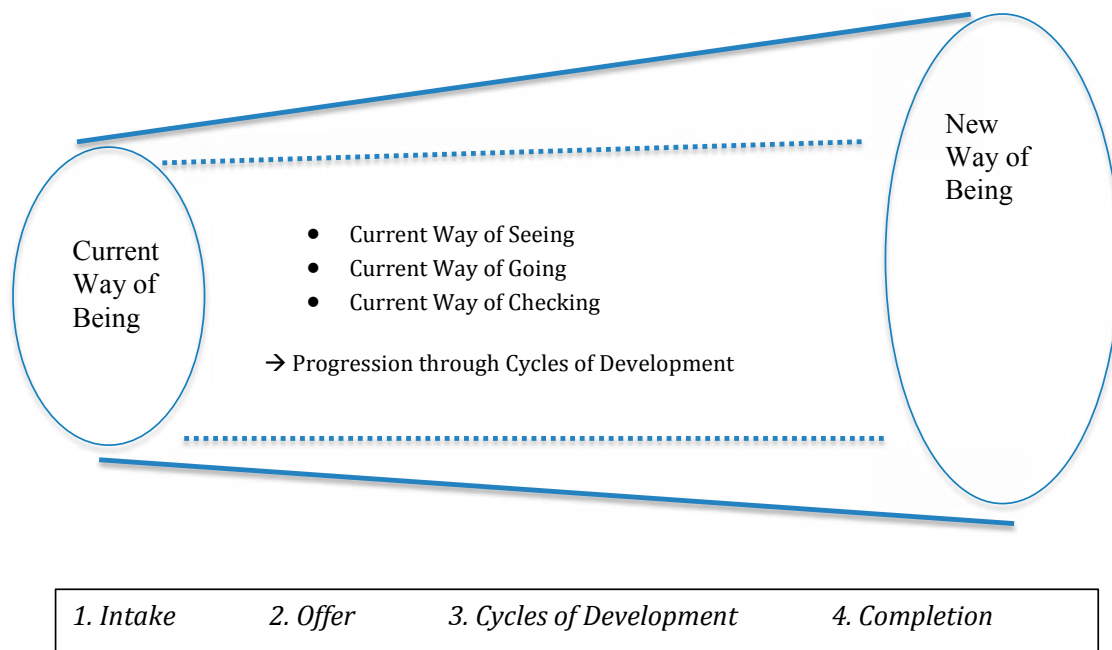 New
Way of
Being
Current
Way of
Being
● Current Way of Seeing
● Current Way of Going
● Current Way of Checking
→ Progression through Cycles of Development
1. Intake 2. Offer 3. Cycles of Development 4. Completion